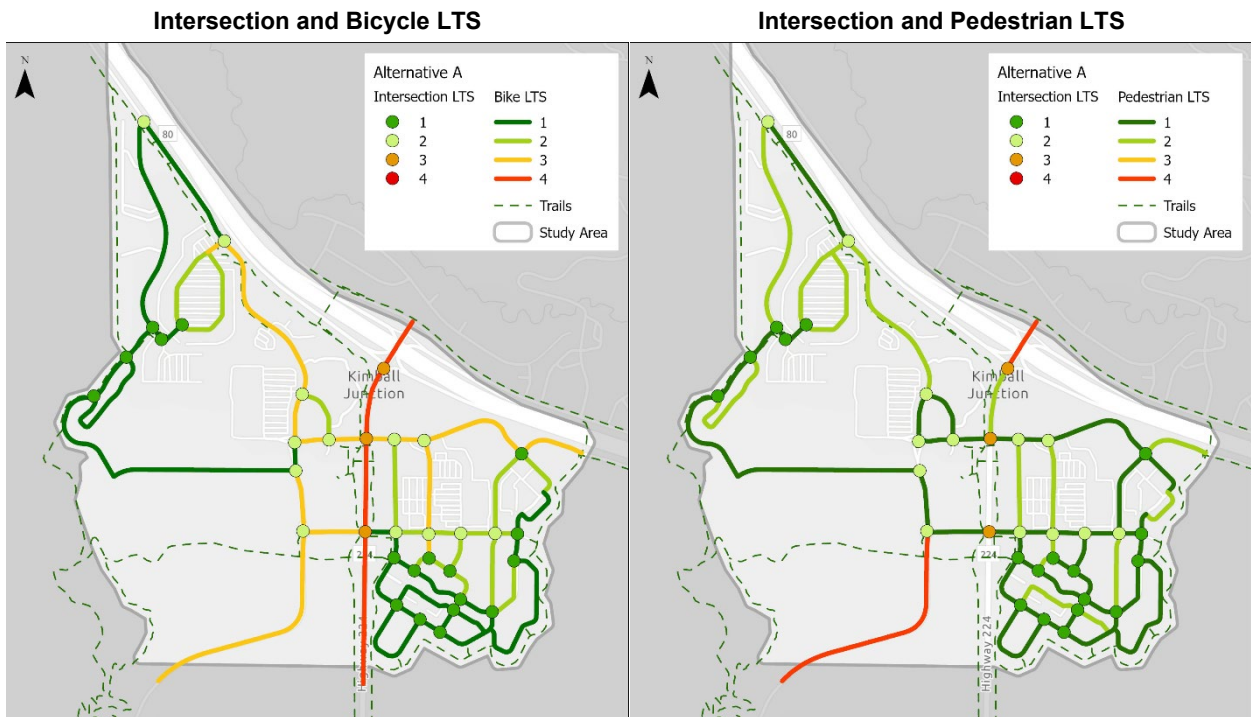 Intersection and Bicycle LTS
N
Alternative A
Intersection LTS Bike LTS
1 1
2 2
3 3
4 4
Trails
Study Area
80
Kimball
Junction
224
Highway 224
Intersection and Pedestrian LTS
N
Alternative A
Intersection LTS Pedestrian LTS
1 1
2 2
3 3
4 4
Trails
Study Area
80
Kimball
Junction
224
Highway 224